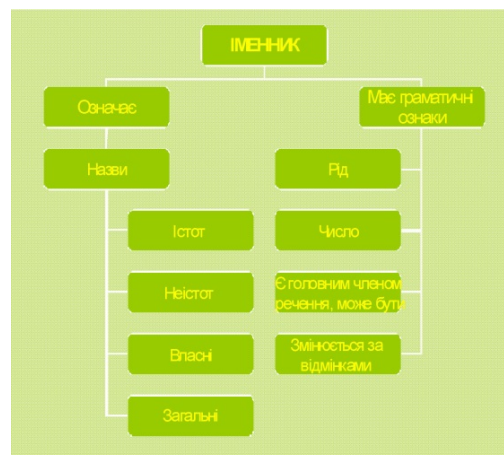 ІМЕННИК
Означає
Має граматичні
ознаки
Назви
Рід
Істот
Число
Неістот
Є головним членом
речення, може бути
Власні
Змінюється за
відмінками
Загальні